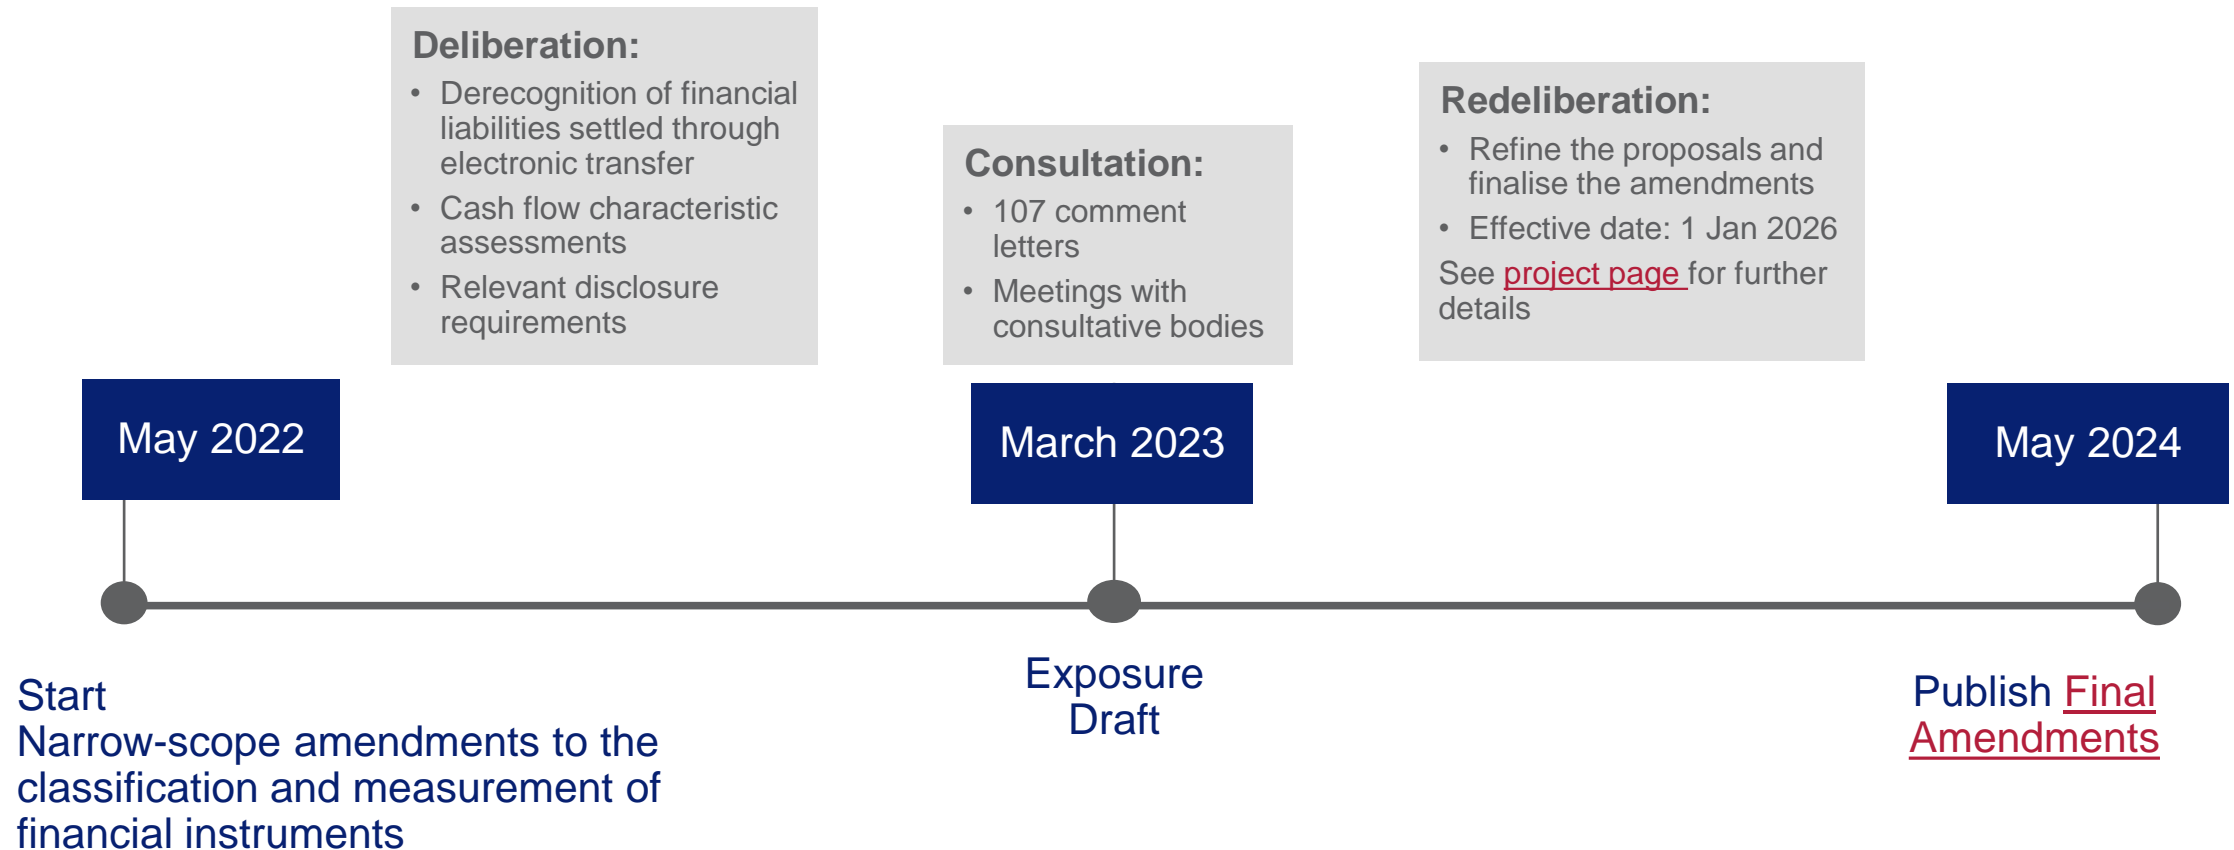 Deliberation:
• Derecognition of financial
liabilities settled through
electronic transfer
• Cash flow characteristic
assessments
• Relevant disclosure
requirements
Consultation:
• 107 comment
letters
• Meetings with
consultative bodies
Redeliberation:
• Refine the proposals and
finalise the amendments
• Effective date: 1 Jan 2026
See project page for further
details
May 2022
March 2023
May 2024
Start
Narrow-scope amendments to the
classification and measurement of
financial instruments
Exposure
Draft
Publish Final
Amendments